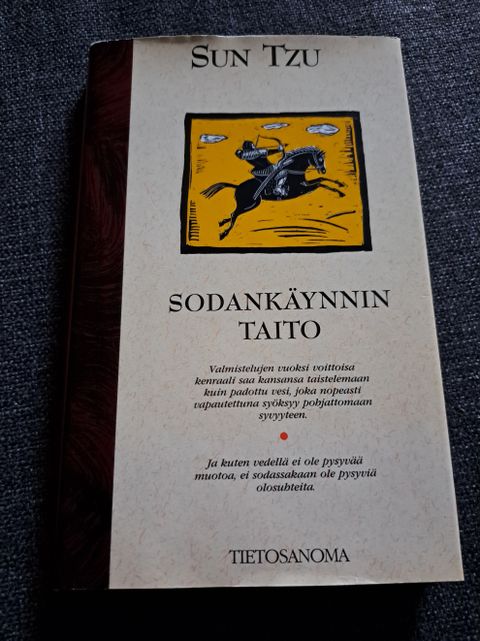 SUN TZU
SODANKÄYNNIN
TAITO
Valmistelujen vuoksi voittoisa
kenraali saa kansansa taistelemaan
kuin padottu vesi, joka nopeasti
vapautettuna syöksyy pohjattomaan
syvyyteen.
Ja kuten vedellä ei ole pysyvää
muotoa, ei sodassakaan ole pysyviä
olosuhteita.
TIETOSANOMA